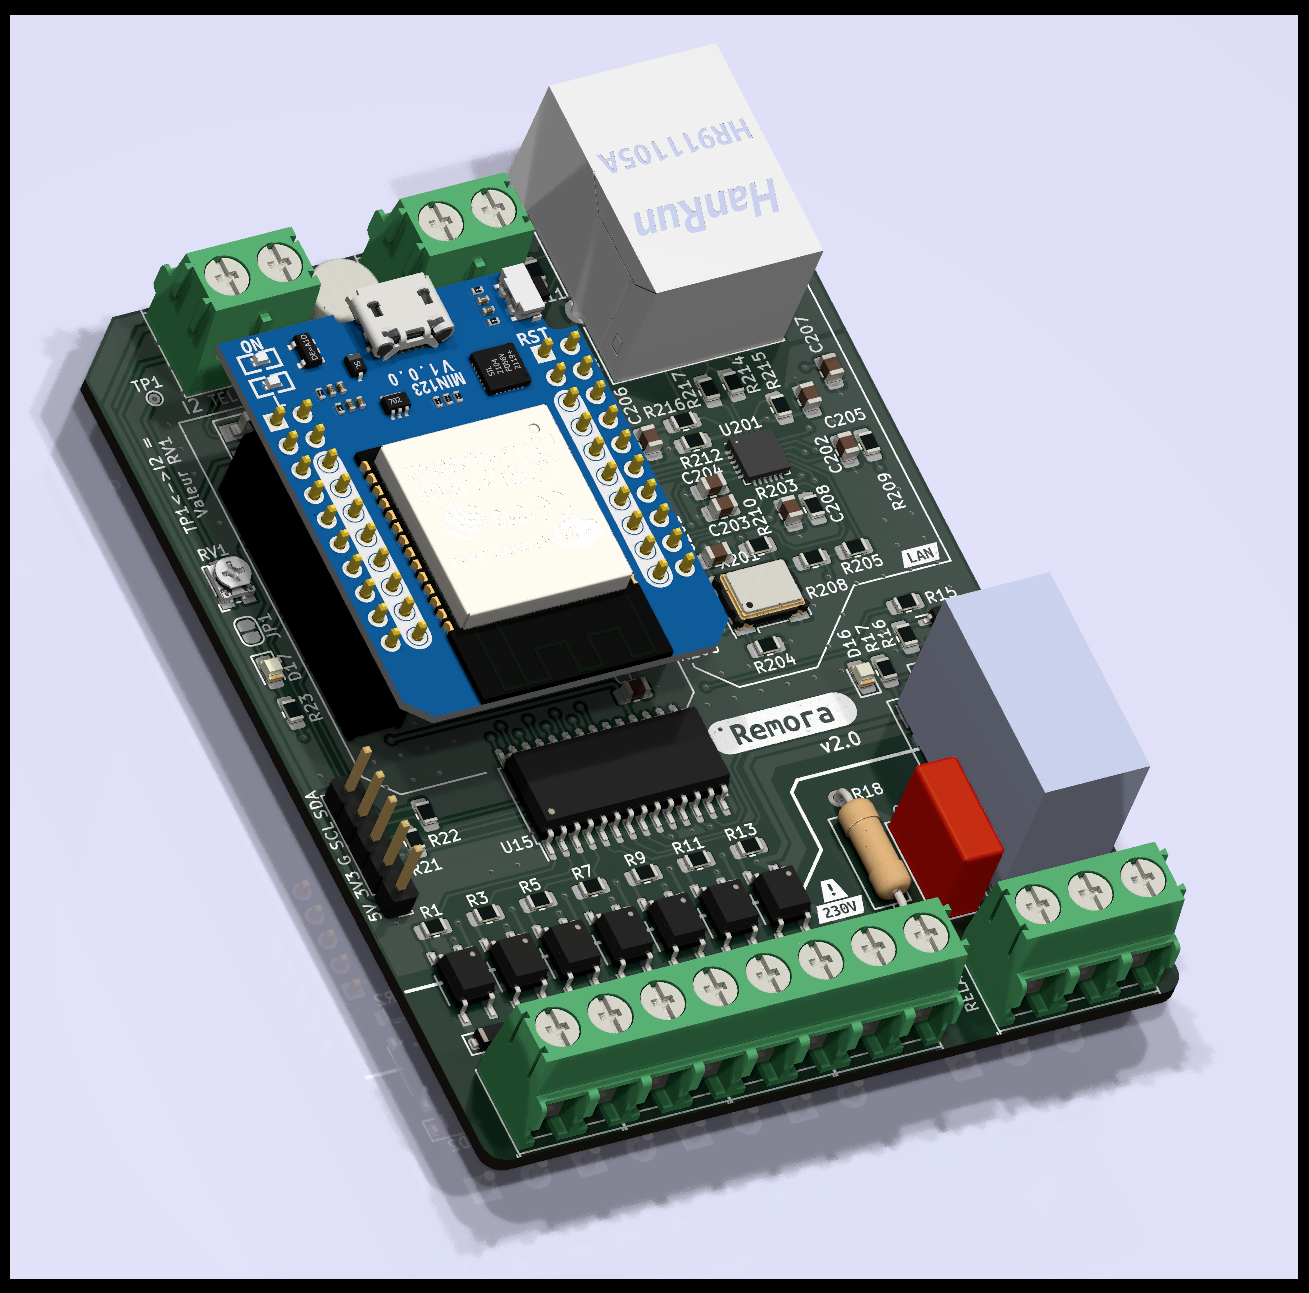 HanRun
HR911105A
ON
RST
MIN123
V1.0.0
702
TP1
I2
TP1<->I2 =
Valeur RV1
RV1
JP1
D17
R23
C206
R217
R214
R215
C207
R216
U201
C205
R212
C204
C202
R203
R210
C208
R209
C203
R201
R205
LAN
R208
R204
R15
D16
R17
R16
Remora
v2.0
R18
5V 3V3 G SCL SDA
R22
R21
U15
R1
R3
R5
R7
R9
R11
R13
230V